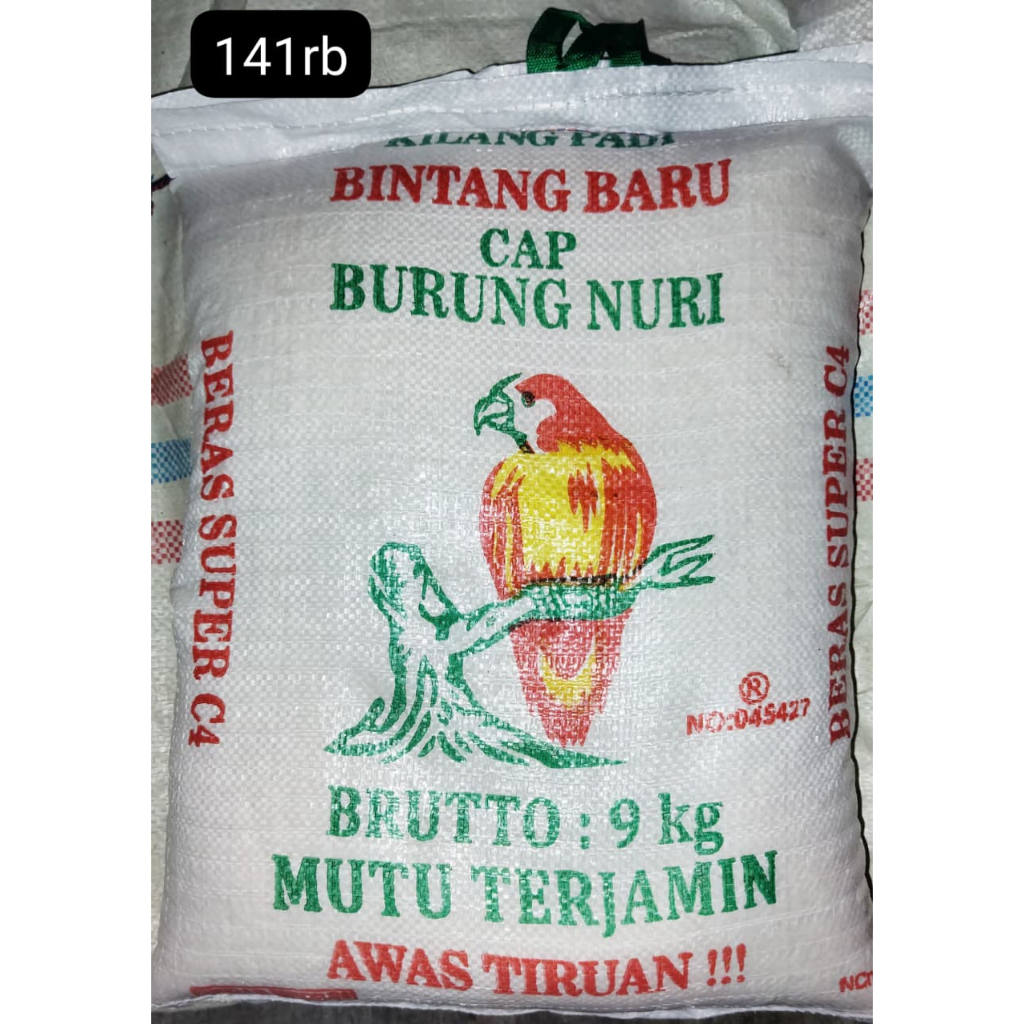 141rb
KILANG PADI
BINTANG BARU
CAP
BURUNG NURI
BERAS SUPER C4
BERAS SUPER C4
®
NO:045427
BRUTTO : 9 kg
MUTU TERJAMIN
AWAS TIRUAN !!!